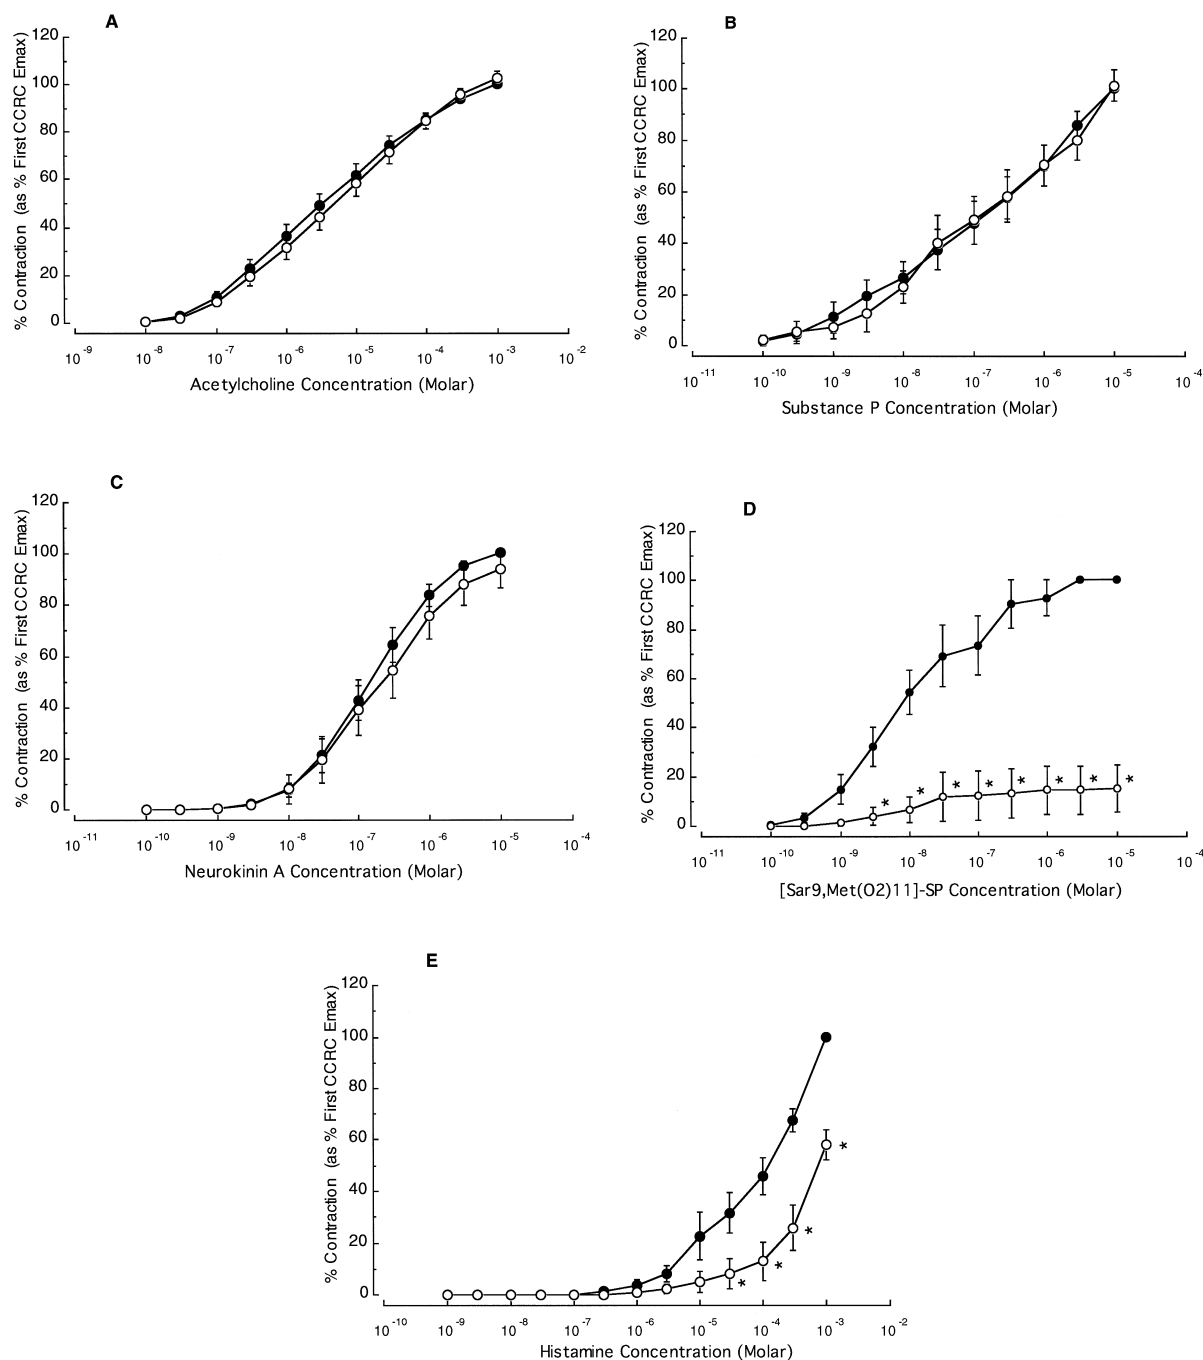 A
% Contraction (as % First CCRC Emax)
120
100
80
60
40
20
0
10-9 10-8 10-7 10-6 10-5 10-4 10-3 10-2
Acetylcholine Concentration (Molar)
B
% Contraction (as % First CCRC Emax)
120
100
80
60
40
20
0
10-11 10-10 10-9 10-8 10-7 10-6 10-5 10-4
Substance P Concentration (Molar)
C
% Contraction (as % First CCRC Emax)
120
100
80
60
40
20
0
10-11 10-10 10-9 10-8 10-7 10-6 10-5 10-4
Neurokinin A Concentration (Molar)
D
% Contraction (as % First CCRC Emax)
120
100
80
60
40
20
0
* * * * * * * *
10-11 10-10 10-9 10-8 10-7 10-6 10-5 10-4
[Sar9,Met(O2)11]-SP Concentration (Molar)
E
% Contraction (as % First CCRC Emax)
120
100
80
60
40
20
0
* * * *
10-10 10-9 10-8 10-7 10-6 10-5 10-4 10-3 10-2
Histamine Concentration (Molar)